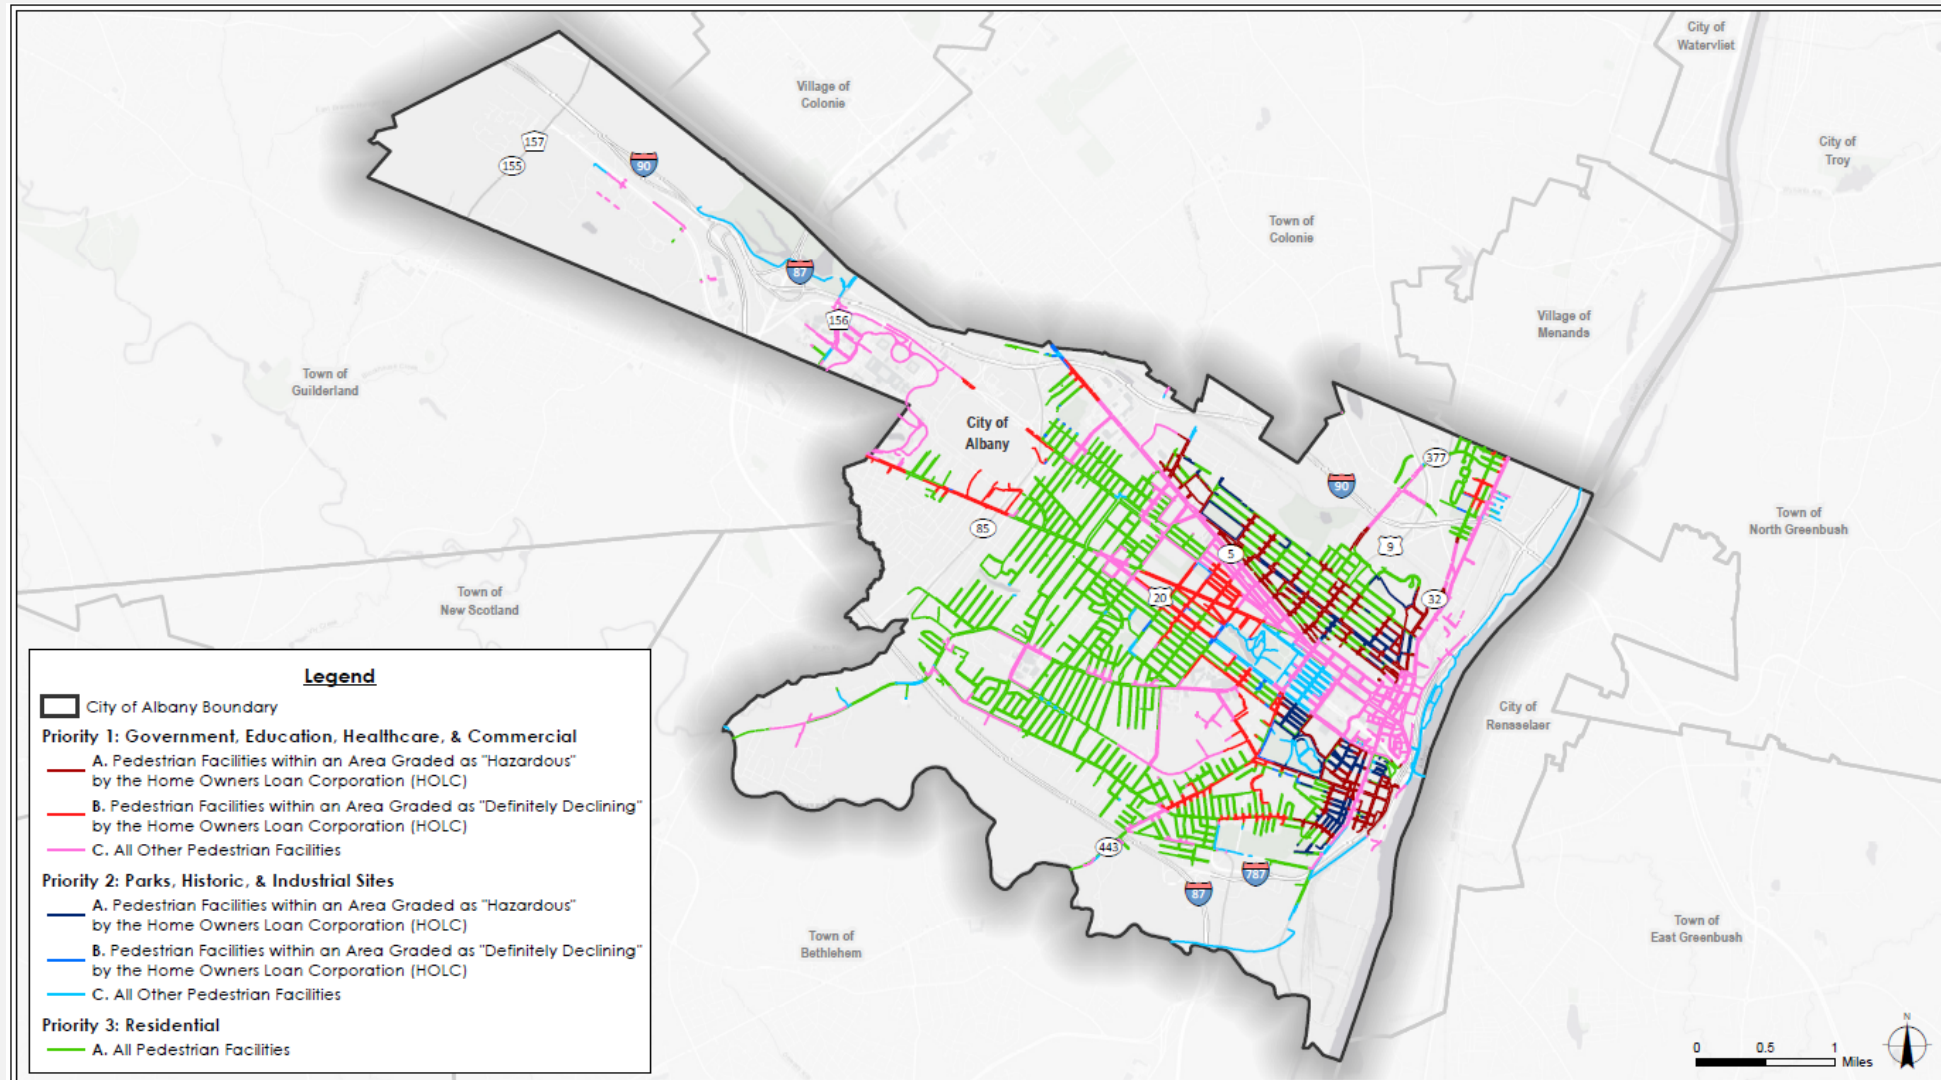 City of
Watervliet
Village of
Colonie
157
155
90
City of
Troy
Town of
Colonie
87
156
Village of
Menands
Town of
Guilderland
City of
Albany
377
90
85
Town of
North Greenbush
9
5
20
32
Town of
New Scotland
City of
Rensselaer
443
787
87
Town of
Bethlehem
Town of
East Greenbush
Legend
City of Albany Boundary
Priority 1: Government, Education, Healthcare, & Commercial
A. Pedestrian Facilities within an Area Graded as "Hazardous"
by the Home Owners Loan Corporation (HOLC)
B. Pedestrian Facilities within an Area Graded as "Definitely Declining"
by the Home Owners Loan Corporation (HOLC)
C. All Other Pedestrian Facilities
Priority 2: Parks, Historic, & Industrial Sites
A. Pedestrian Facilities within an Area Graded as "Hazardous"
by the Home Owners Loan Corporation (HOLC)
B. Pedestrian Facilities within an Area Graded as "Definitely Declining"
by the Home Owners Loan Corporation (HOLC)
C. All Other Pedestrian Facilities
Priority 3: Residential
A. All Pedestrian Facilities
0 0.5 1
Miles
N